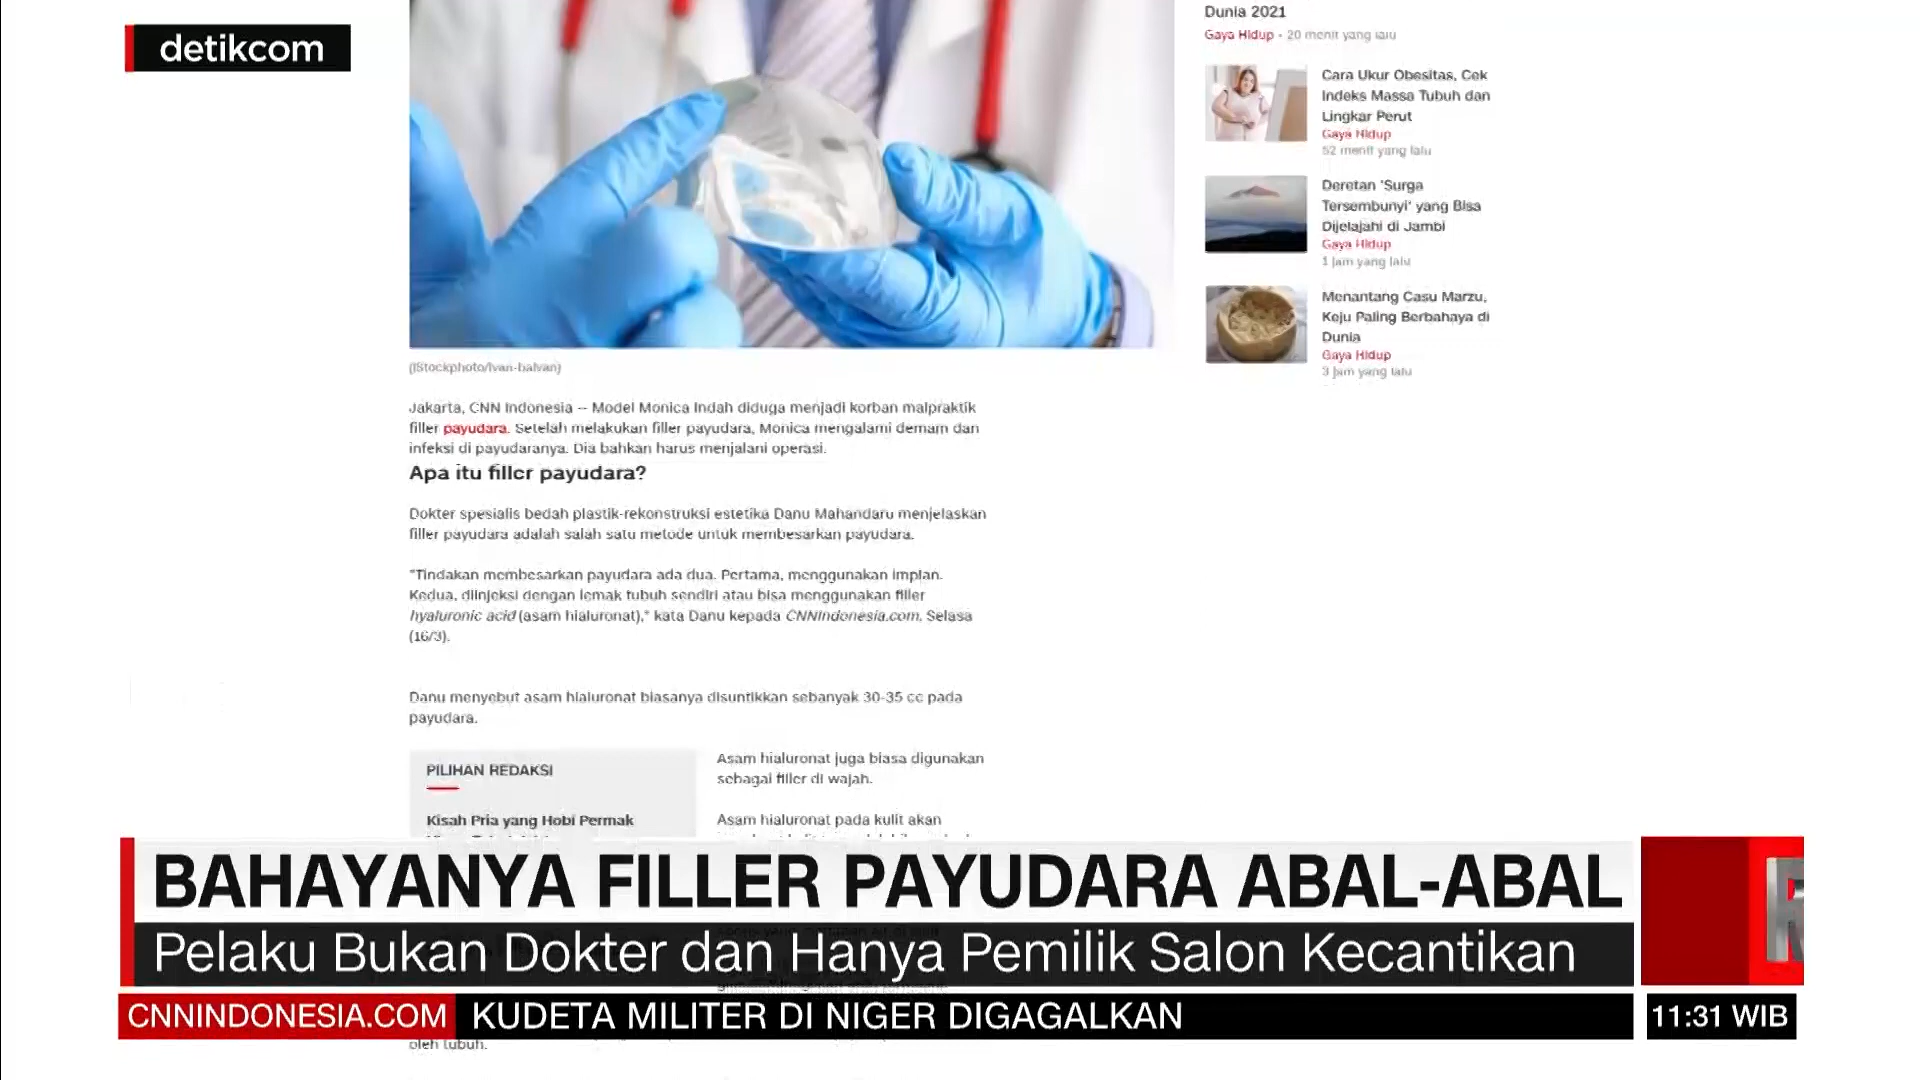 detikcom
Dunia 2021
Gaya Hidup - 20 menit yang lalu
Cara Ukur Obesitas, Cek
Indeks Massa Tubuh dan
Lingkar Perut
Gaya Hidup
52 menit yang lalu
Deretan 'Surga
Tersembunyi' yang Bisa
Dijelajahi di Jambi
Gaya Hidup
1 jam yang lalu
Menantang Casu Marzu,
Keju Paling Berbahaya di
Dunia
Gaya Hidup
3 jam yang lalu
(iStockphoto/Ivan-balvan)
Jakarta, CNN Indonesia -- Model Monica Indah diduga menjadi korban malpraktik
filler payudara. Setelah melakukan filler payudara, Monica mengalami demam dan
infeksi di payudaranya. Dia bahkan harus menjalani operasi.
Apa itu filler payudara?
Dokter spesialis bedah plastik-rekonstruksi estetika Danu Mahandaru menjelaskan
filler payudara adalah salah satu metode untuk membesarkan payudara.
"Tindakan membesarkan payudara ada dua. Pertama, menggunakan implan.
Kedua, diinjeksi dengan lemak tubuh sendiri atau bisa menggunakan filler
hyaluronic acid (asam hialuronat)," kata Danu kepada CNNIndonesia.com, Selasa
(16/3).
Danu menyebut asam hialuronat biasanya disuntikkan sebanyak 30-35 cc pada
payudara.
PILIHAN REDAKSI
Kisah Pria yang Hobi Permak
Asam hialuronat juga biasa digunakan
sebagai filler di wajah.
Asam hialuronat pada kulit akan
BAHAYANYA FILLER PAYUDARA ABAL-ABAL
Pelaku Bukan Dokter dan Hanya Pemilik Salon Kecantikan
CNNINDONESIA.COM KUDETA MILITER DI NIGER DIGAGALKAN 11:31 WIB
oleh tubuh.